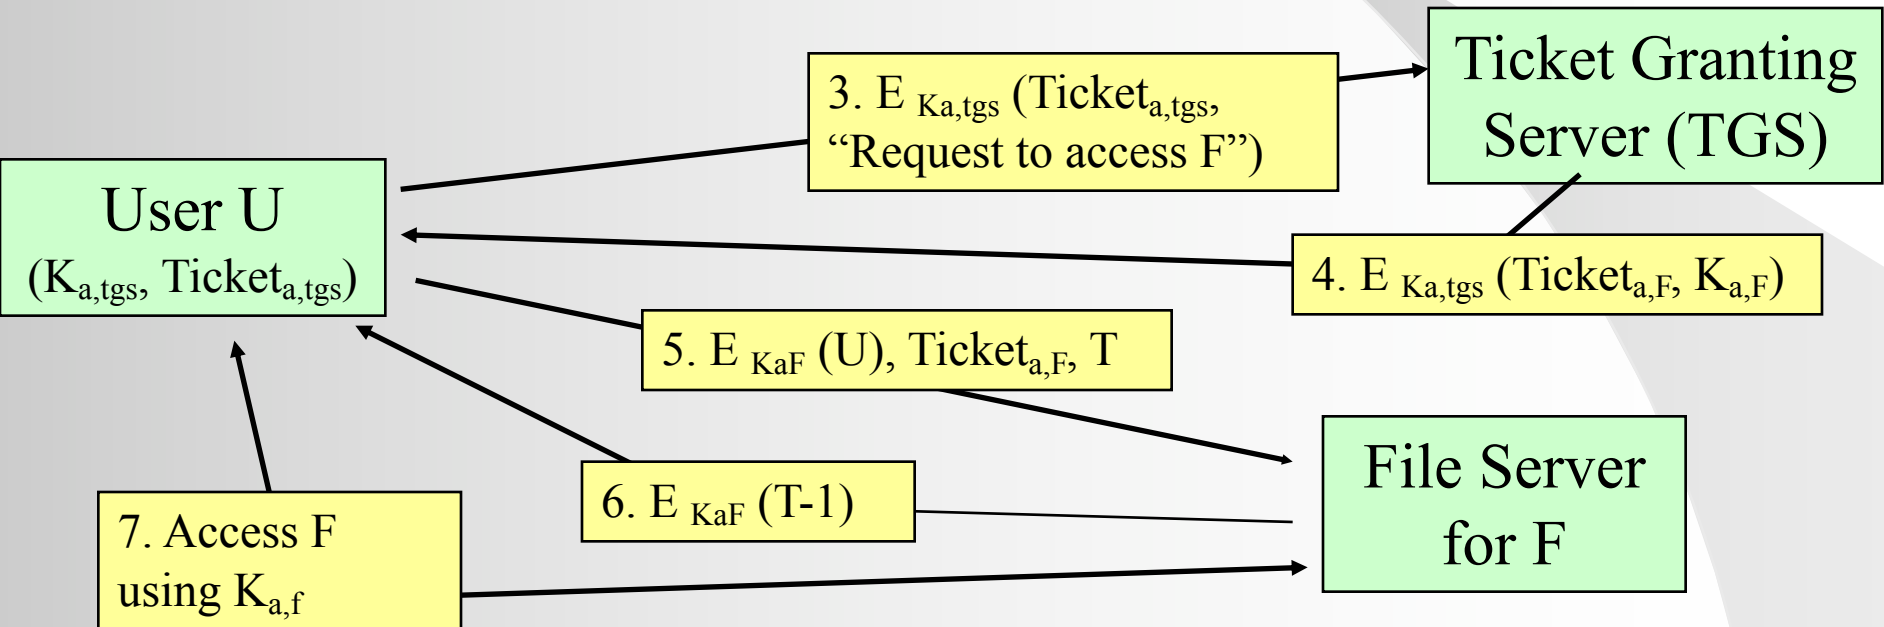 Ticket Granting
Server (TGS)
3. E Ka,tgs (Ticketa,tgs,
“Request to access F”)
User U
(Ka,tgs, Ticketa,tgs)
4. E Ka,tgs (Ticketa,F, Ka,F)
5. E KaF (U), Ticketa,F, T
File Server
for F
6. E KaF (T-1)
7. Access F
using Ka,f